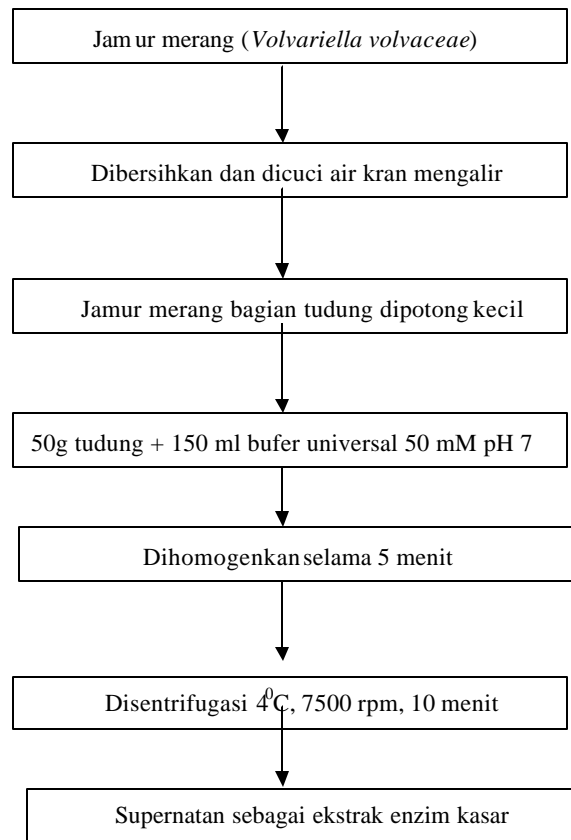 Jamur merang (Volvariella volvaceae)
Dibersihkan dan dicuci air kran mengalir
Jamur merang bagian tudung dipotong kecil
50g tudung + 150 ml bufer universal 50 mM pH 7
Dihomogenkan selama 5 menit
Disentrifugasi 4⁰C, 7500 rpm, 10 menit
Supernatan sebagai ekstrak enzim kasar